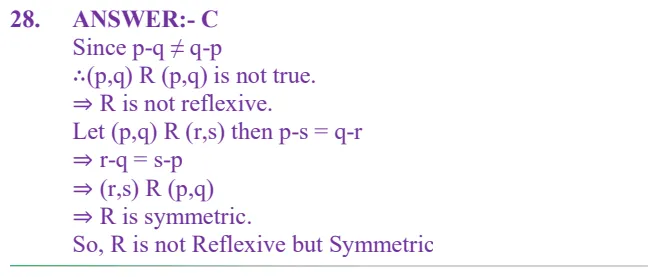 28. ANSWER:- C
Since p-q ≠ q-p
∴(p,q) R (p,q) is not true.
⇒ R is not reflexive.
Let (p,q) R (r,s) then p-s = q-r
⇒ r-q = s-p
⇒ (r,s) R (p,q)
⇒ R is symmetric.
So, R is not Reflexive but Symmetric